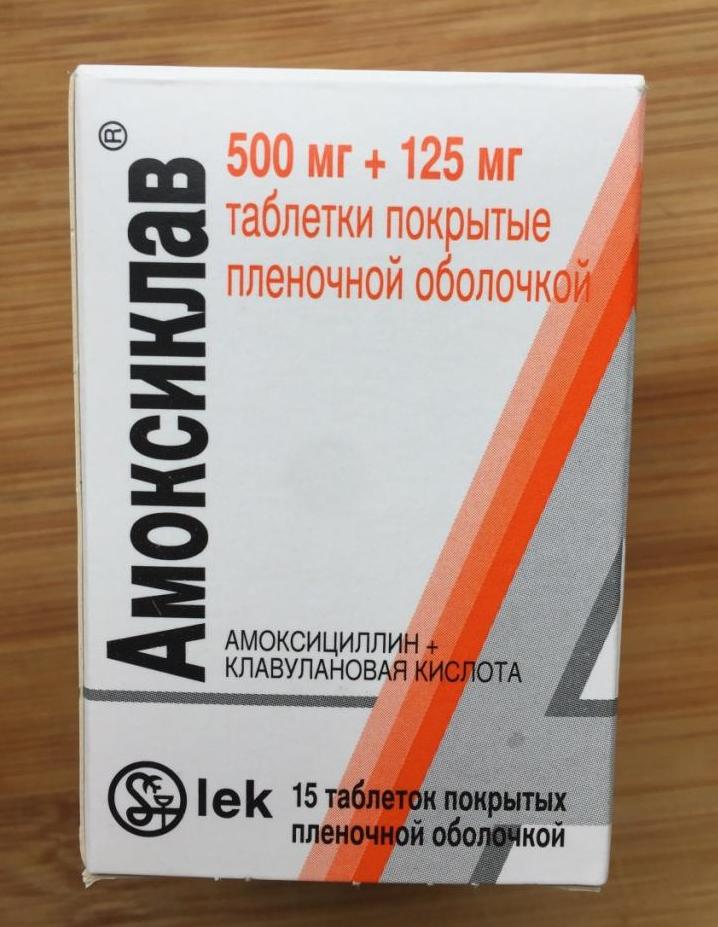 Амоксиклав®
500 мг + 125 мг
таблетки покрытые
пленочной оболочкой
АМОКСИЦИЛЛИН +
КЛАВУЛАНОВАЯ КИСЛОТА
lek
15 таблеток покрытых
пленочной оболочкой